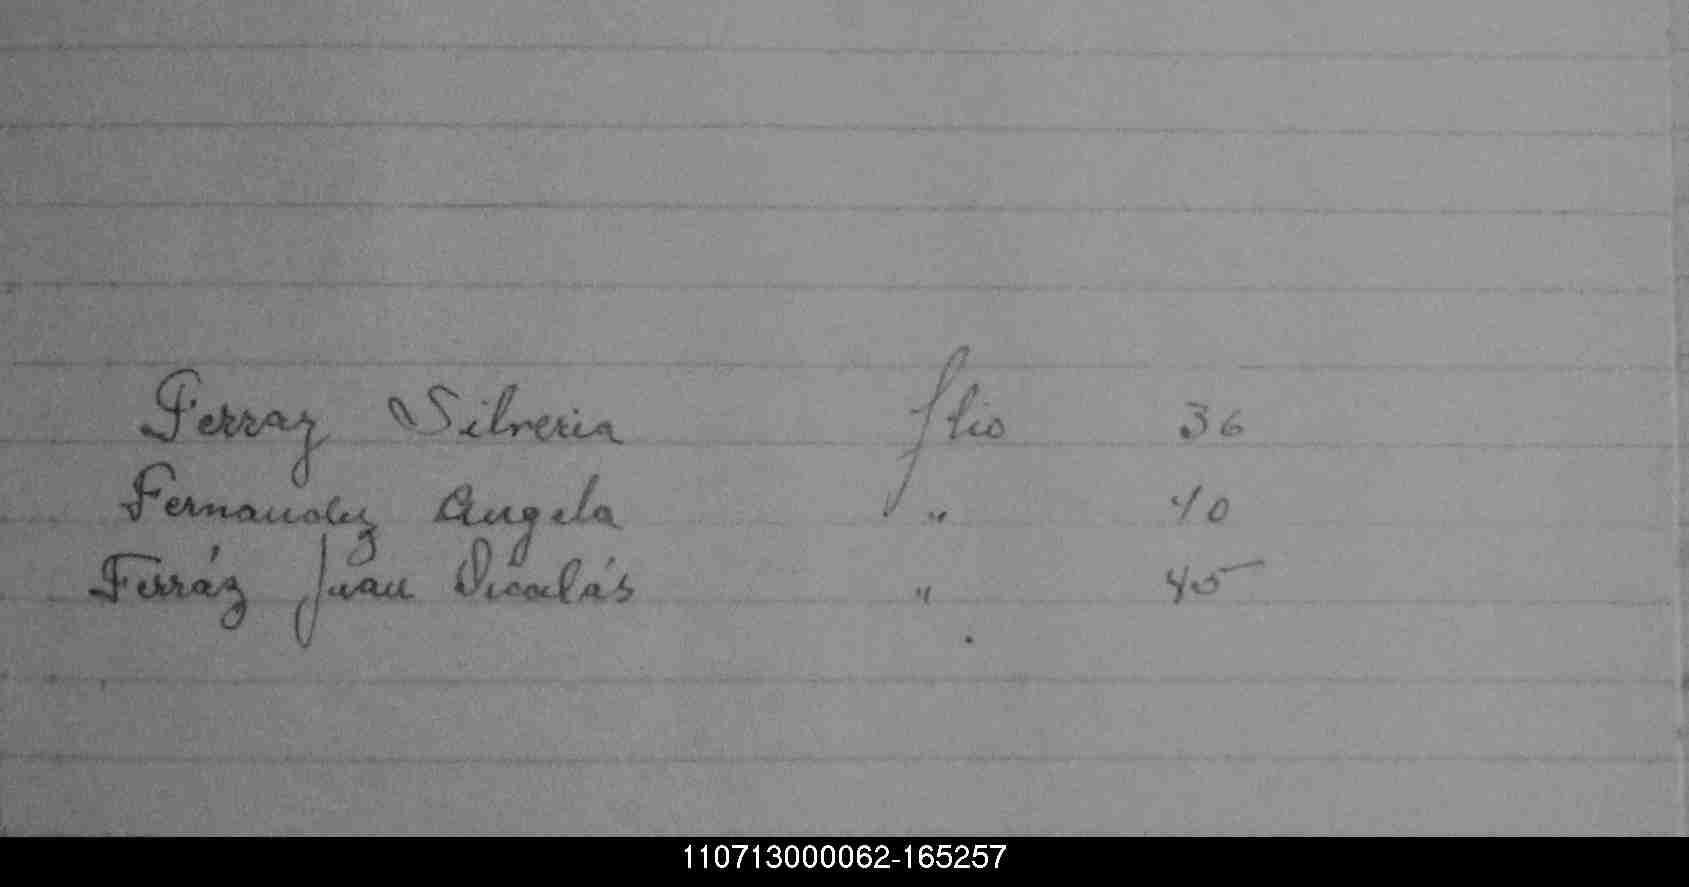 Ferraz Silveria flio 36
Fernandez Angela " 40
Ferráz Juan Nicolás " 45
110713000062-165257